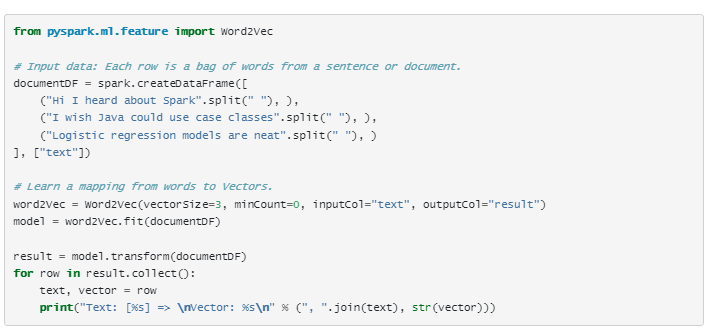 from pyspark.ml.feature import Word2Vec
# Input data: Each row is a bag of words from a sentence or document.
documentDF = spark.createDataFrame([
    ("Hi I heard about Spark".split(" "), ),
    ("I wish Java could use case classes".split(" "), ),
    ("Logistic regression models are neat".split(" "), )
], ["text"])
# Learn a mapping from words to Vectors.
word2Vec = Word2Vec(vectorSize=3, minCount=0, inputCol="text", outputCol="result")
model = word2Vec.fit(documentDF)
result = model.transform(documentDF)
for row in result.collect():
    text, vector = row
    print("Text: [%s] => \nVector: %s\n" % (", ".join(text), str(vector)))